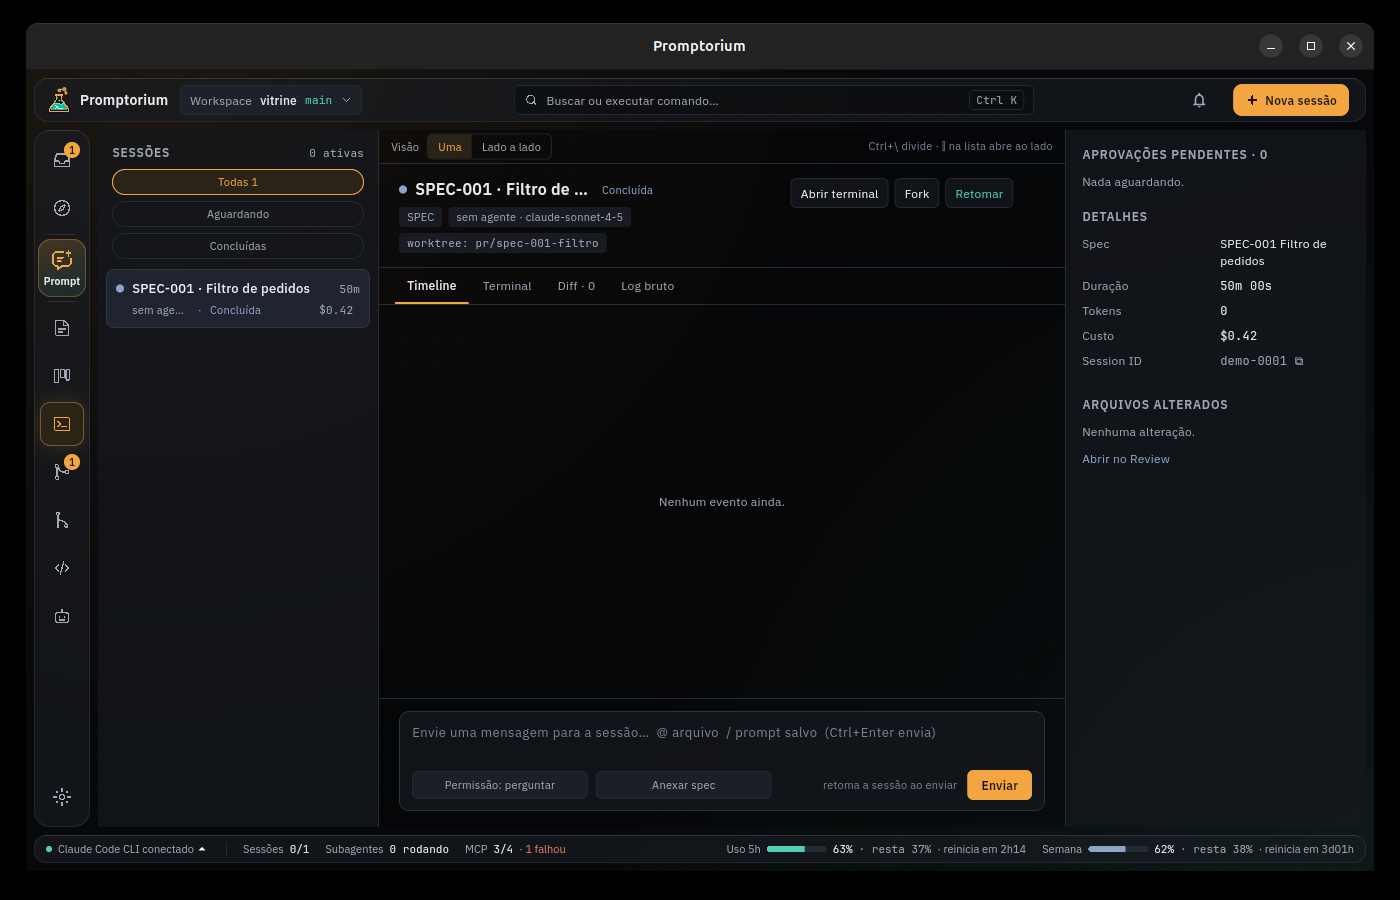 Promptorium
Promptorium
Workspace vitrine main
Buscar ou executar comando...
Ctrl K
Nova sessão
1
Prompt
1
SESSÕES
0 ativas
Todas 1
Aguardando
Concluídas
SPEC-001 · Filtro de pedidos 50m
sem age... · Concluída $0.42
Visão Uma Lado a lado
Ctrl+\ divide · ‖ na lista abre ao lado
SPEC-001 · Filtro de ... Concluída
Abrir terminal
Fork
Retomar
SPEC
sem agente · claude-sonnet-4-5
worktree: pr/spec-001-filtro
Timeline
Terminal
Diff · 0
Log bruto
Nenhum evento ainda.
Envie uma mensagem para a sessão... @ arquivo / prompt salvo (Ctrl+Enter envia)
Permissão: perguntar
Anexar spec
retoma a sessão ao enviar
Enviar
APROVAÇÕES PENDENTES · 0
Nada aguardando.
DETALHES
Spec SPEC-001 Filtro de
pedidos
Duração 50m 00s
Tokens 0
Custo $0.42
Session ID demo-0001
ARQUIVOS ALTERADOS
Nenhuma alteração.
Abrir no Review
Claude Code CLI conectado
Sessões 0/1
Subagentes 0 rodando
MCP 3/4 · 1 falhou
Uso 5h 63% · resta 37% · reinicia em 2h14
Semana 62% · resta 38% · reinicia em 3d01h